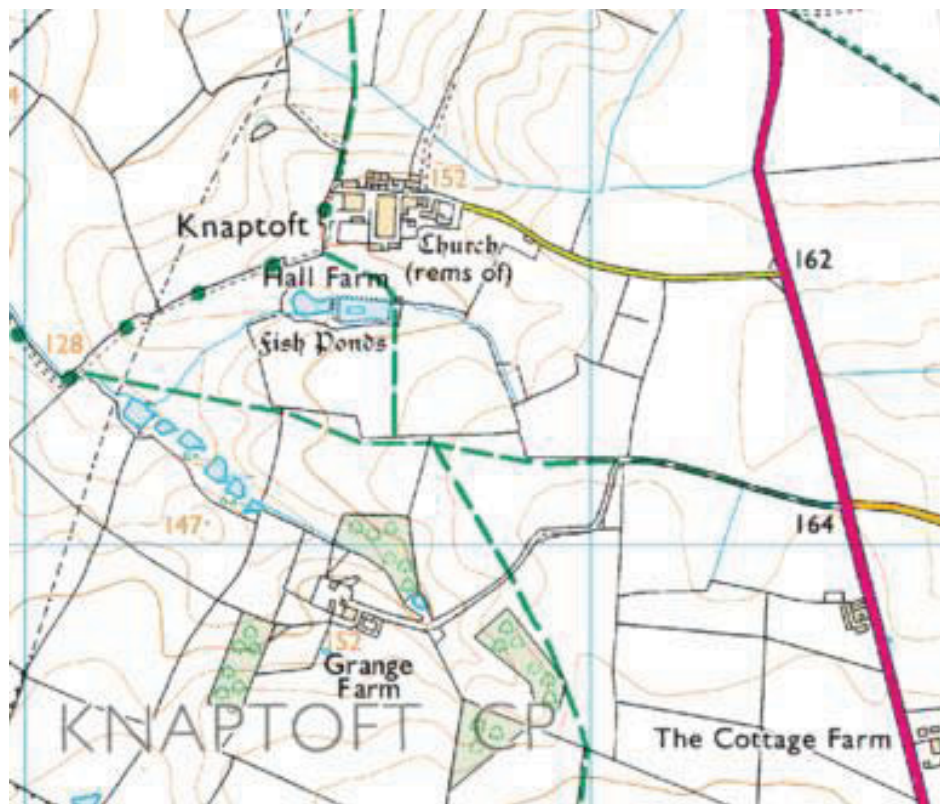 152
Knaptoft
Church
(rems of)
162
Hall Farm
Fish Ponds
128
147
164
52
Grange
Farm
KNAPTOFT CP
The Cottage Farm